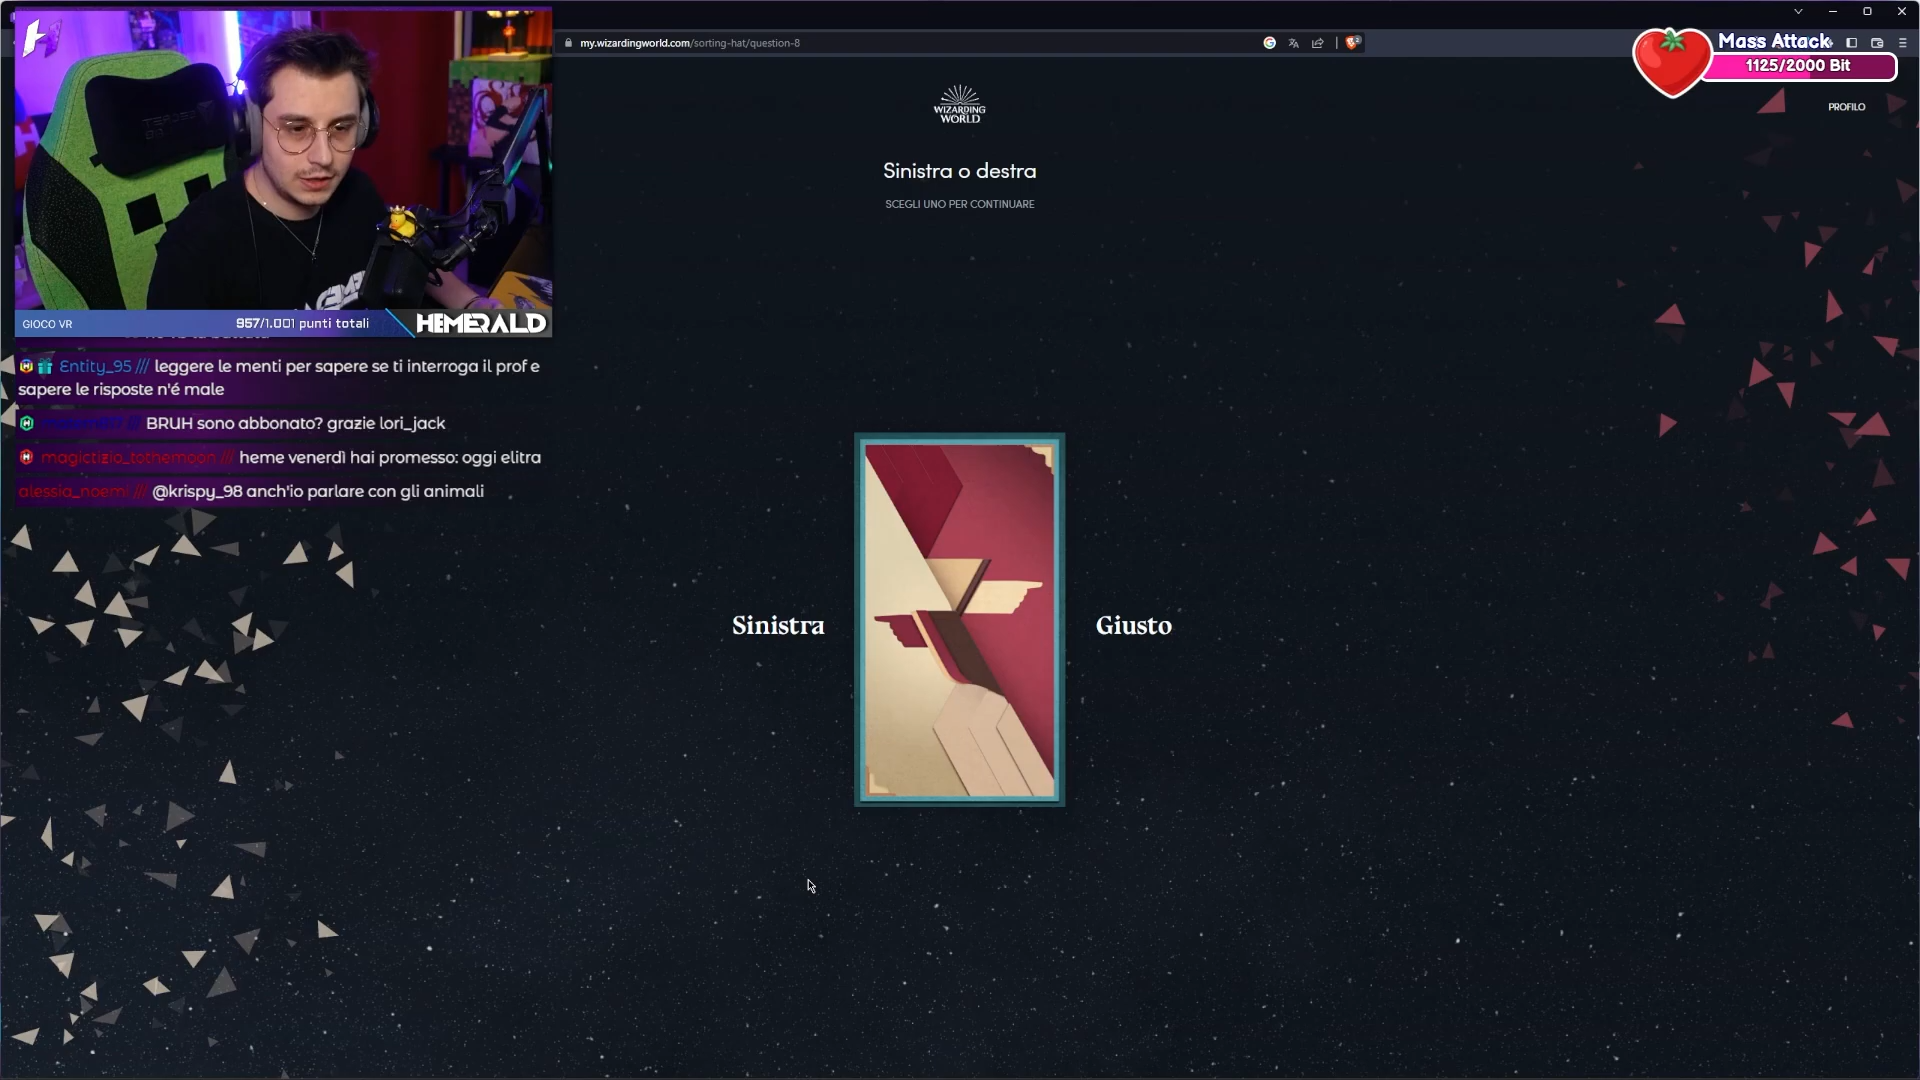 my.wizardingworld.com/sorting-hat/question-8
Mass Attack
1125/2000 Bit
WIZARDING
WORLD
PROFILO
Sinistra o destra
SCEGLI UNO PER CONTINUARE
GIOCO VR
957/1.001 punti totali
HEMERALD
Entity_95 /// leggere le menti per sapere se ti interroga il prof e
sapere le risposte n'é male
/// BRUH sono abbonato? grazie lori_jack
magictizio_tothemoon /// heme venerdì hai promesso: oggi elitra
alessia_noemi /// @krispy_98 anch'io parlare con gli animali
Sinistra
Giusto